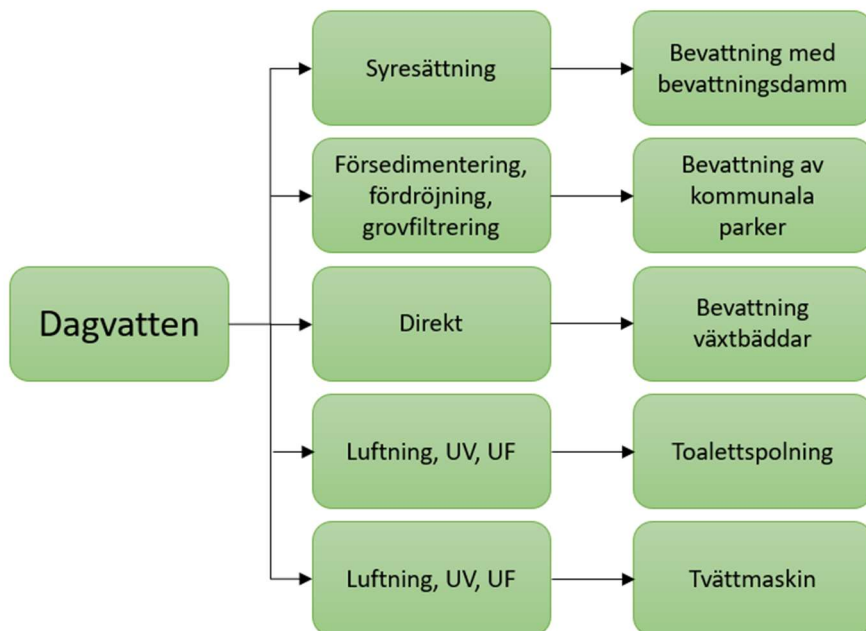 Dagvatten
Syresättning
Bevattning med
bevattningsdamm
Försedimentering,
fördröjning,
grovfiltrering
Bevattning av
kommunala
parker
Direkt
Bevattning
växtbäddar
Luftning, UV, UF
Toalettspolning
Luftning, UV, UF
Tvättmaskin